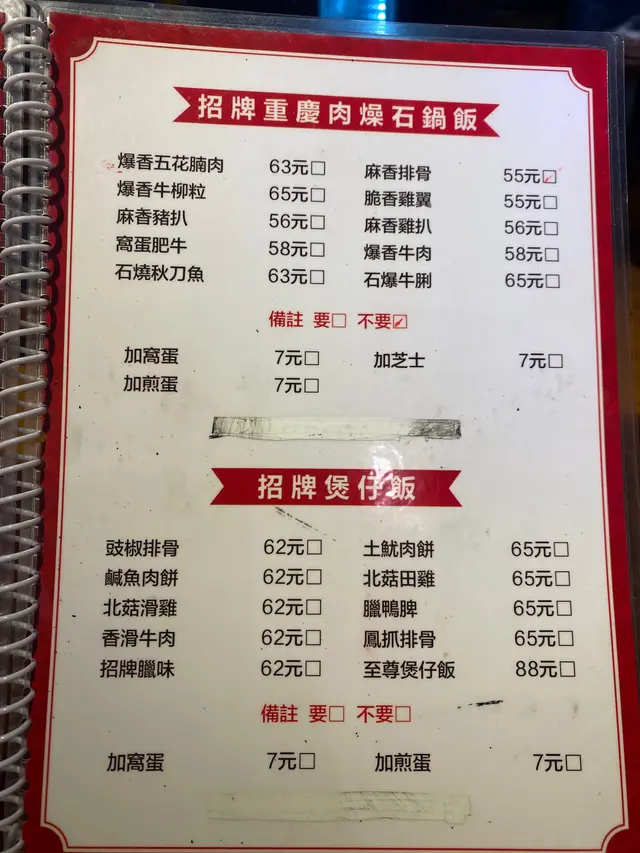 招牌重慶肉燥石鍋飯
爆香五花腩肉 63元□ 麻香排骨 55元☑
爆香牛柳粒 65元□ 脆香雞翼 55元□
麻香豬扒 56元□ 麻香雞扒 56元□
窩蛋肥牛 58元□ 爆香牛肉 58元□
石燒秋刀魚 63元□ 石爆牛脷 65元□
備註 要□ 不要☑
加窩蛋 7元□ 加芝士 7元□
加煎蛋 7元□
招牌煲仔飯
豉椒排骨 62元□ 土魷肉餅 65元□
鹹魚肉餅 62元□ 北菇田雞 65元□
北菇滑雞 62元□ 臘鴨脾 65元□
香滑牛肉 62元□ 鳳抓排骨 65元□
招牌臘味 62元□ 至尊煲仔飯 88元□
備註 要□ 不要□
加窩蛋 7元□ 加煎蛋 7元□